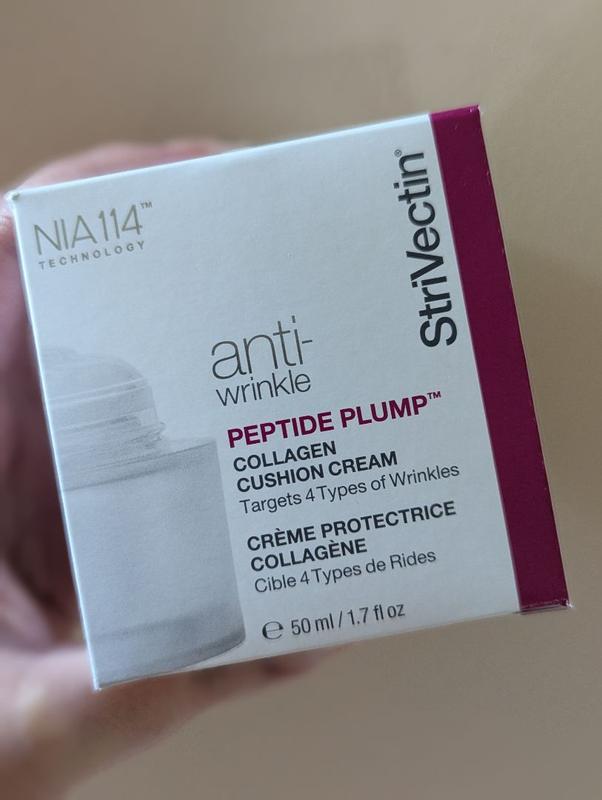 NIA114™
TECHNOLOGY
StriVectin®
anti-
wrinkle
PEPTIDE PLUMP™
COLLAGEN
CUSHION CREAM
Targets 4 Types of Wrinkles
CRÈME PROTECTRICE
COLLAGÈNE
Cible 4 Types de Rides
℮ 50 ml / 1.7 fl oz